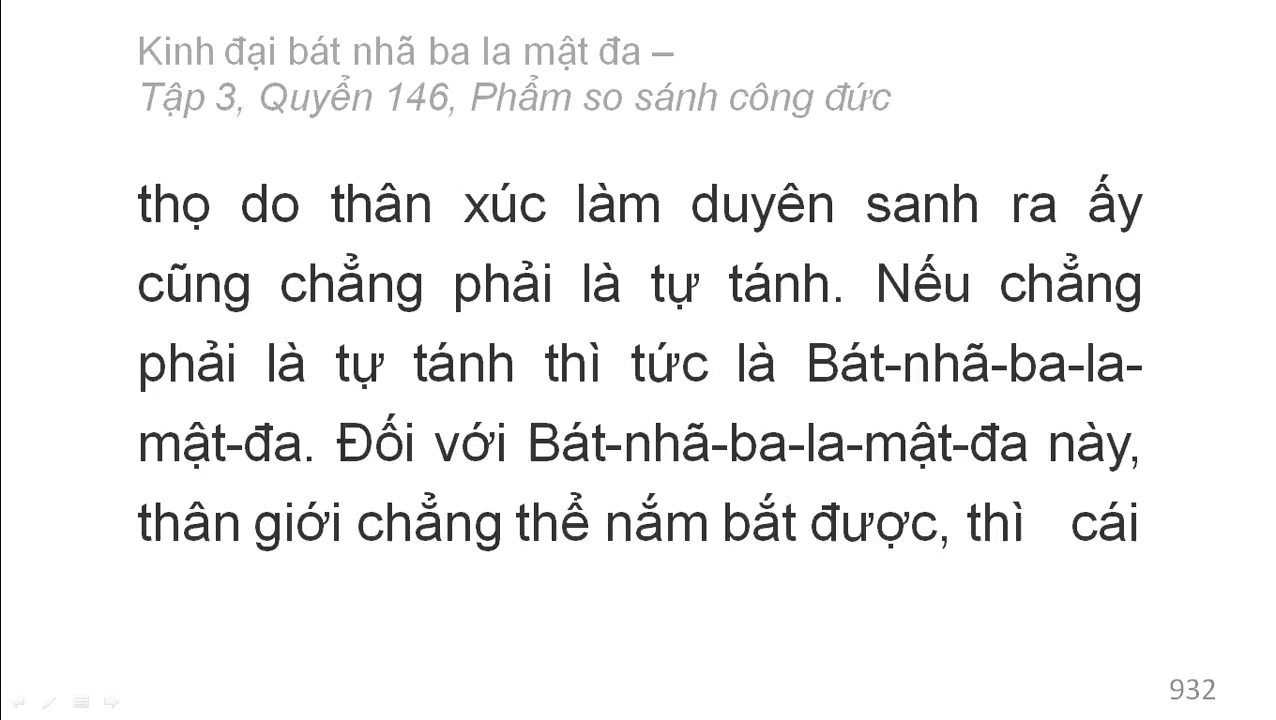 Kinh đại bát nhã ba la mật đa –
Tập 3, Quyển 146, Phẩm so sánh công đức
thọ do thân xúc làm duyên sanh ra ấy
cũng chẳng phải là tự tánh. Nếu chẳng
phải là tự tánh thì tức là Bát-nhã-ba-la-
mật-đa. Đối với Bát-nhã-ba-la-mật-đa này,
thân giới chẳng thể nắm bắt được, thì cái
932